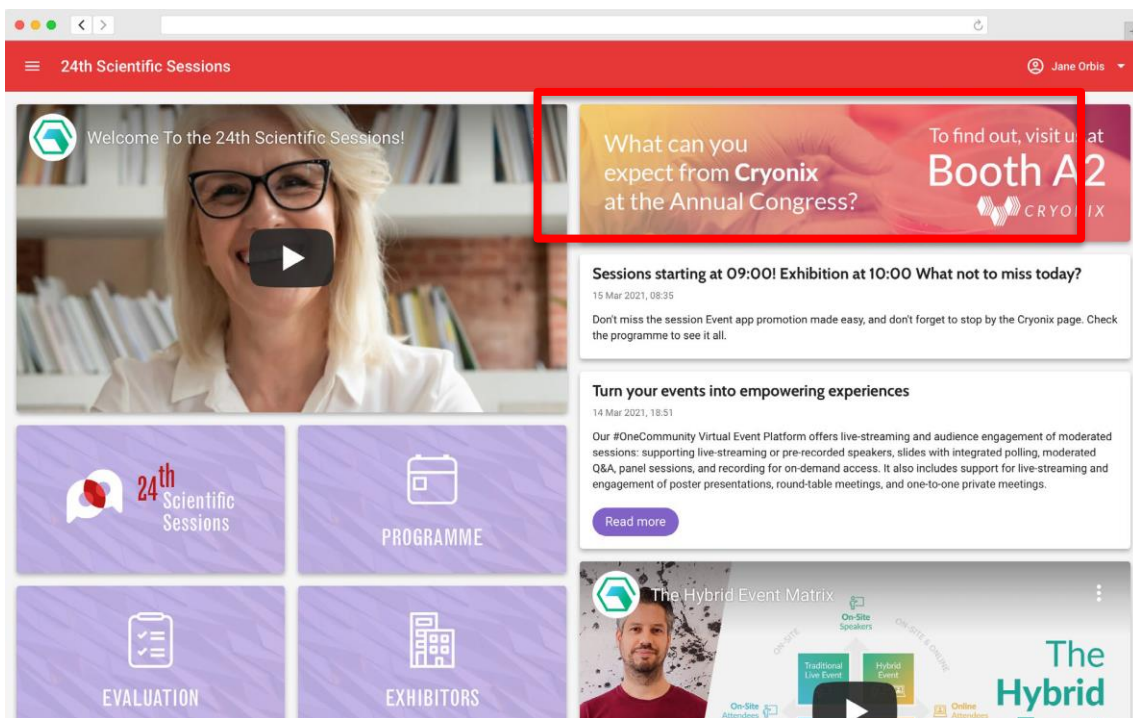 24th Scientific Sessions
Jane Orbis
Welcome To the 24th Scientific Sessions!
What can you
expect from Cryonix
at the Annual Congress?
To find out, visit us at
Booth A2
CRYONIX
Sessions starting at 09:00! Exhibition at 10:00 What not to miss today?
15 Mar 2021, 08:35
Don't miss the session Event app promotion made easy, and don't forget to stop by the Cryonix page. Check
the programme to see it all.
Turn your events into empowering experiences
14 Mar 2021, 18:51
Our #OneCommunity Virtual Event Platform offers live-streaming and audience engagement of moderated
sessions: supporting live-streaming or pre-recorded speakers, slides with integrated polling, moderated
Q&A, panel sessions, and recording for on-demand access. It also includes support for live-streaming and
engagement of poster presentations, round-table meetings, and one-to-one private meetings.
Read more
24th
Scientific
Sessions
PROGRAMME
EVALUATION
EXHIBITORS
The Hybrid Event Matrix
On-Site
Speakers
ON-SITE
ON-SITE & ONLINE
Traditional
Live Event
Hybrid
Event
On-Site
Attendees
Online
Attendees
The
Hybrid